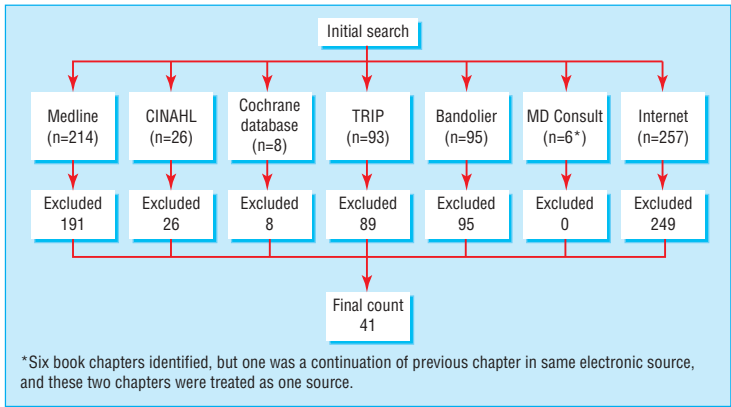 Initial search
Medline
(n=214)
CINAHL
(n=26)
Cochrane
database
(n=8)
TRIP
(n=93)
Bandolier
(n=95)
MD Consult
(n=6*)
Internet
(n=257)
Excluded
191
Excluded
26
Excluded
8
Excluded
89
Excluded
95
Excluded
0
Excluded
249
Final count
41
*Six book chapters identified, but one was a continuation of previous chapter in same electronic source,
and these two chapters were treated as one source.